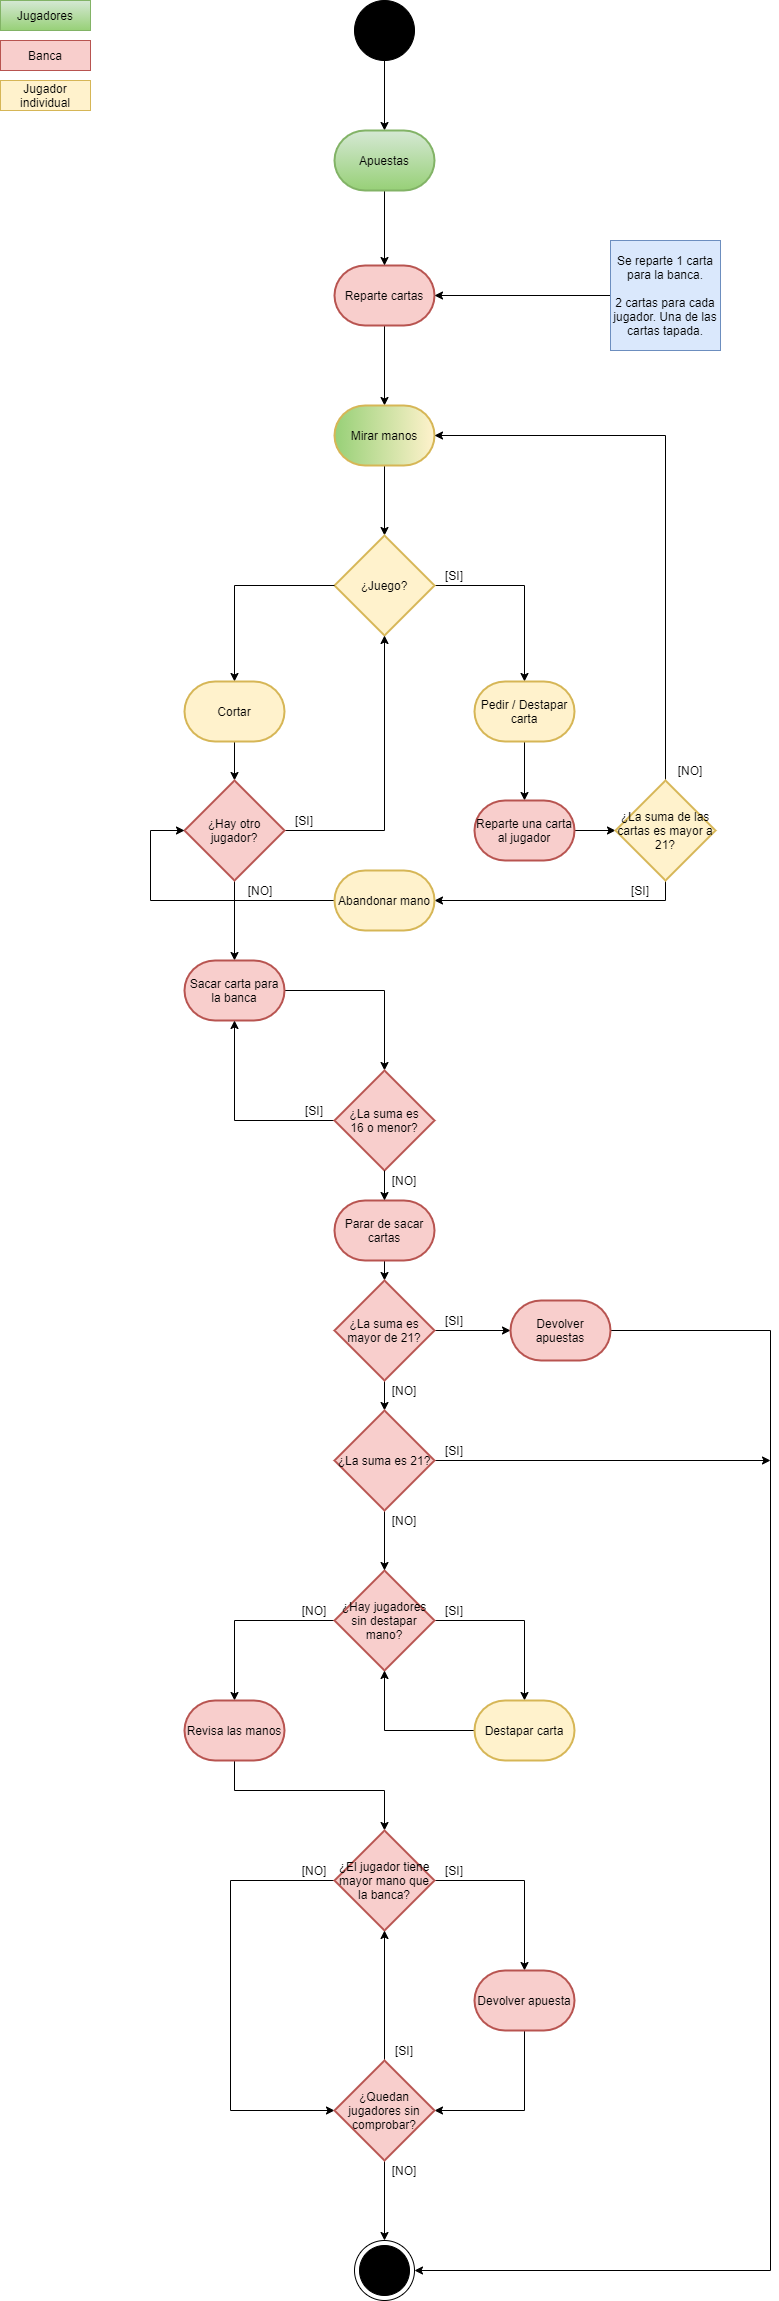 Jugadores
Banca
Jugador
individual
Apuestas
Reparte cartas
Se reparte 1 carta
para la banca.
2 cartas para cada
jugador. Una de las
cartas tapada.
Mirar manos
¿Juego?
[SI]
Cortar
Pedir / Destapar
carta
[NO]
¿Hay otro
jugador?
[SI]
Reparte una carta
al jugador
¿La suma de las
cartas es mayor a
21?
[NO]
Abandonar mano
[SI]
Sacar carta para
la banca
[SI]
¿La suma es
16 o menor?
[NO]
Parar de sacar
cartas
¿La suma es
mayor de 21?
[SI]
Devolver
apuestas
[NO]
¿La suma es 21?
[SI]
[NO]
[NO]
¿Hay jugadores
sin destapar
mano?
[SI]
Revisa las manos
Destapar carta
[NO]
¿El jugador tiene
mayor mano que
la banca?
[SI]
Devolver apuesta
[SI]
¿Quedan
jugadores sin
comprobar?
[NO]